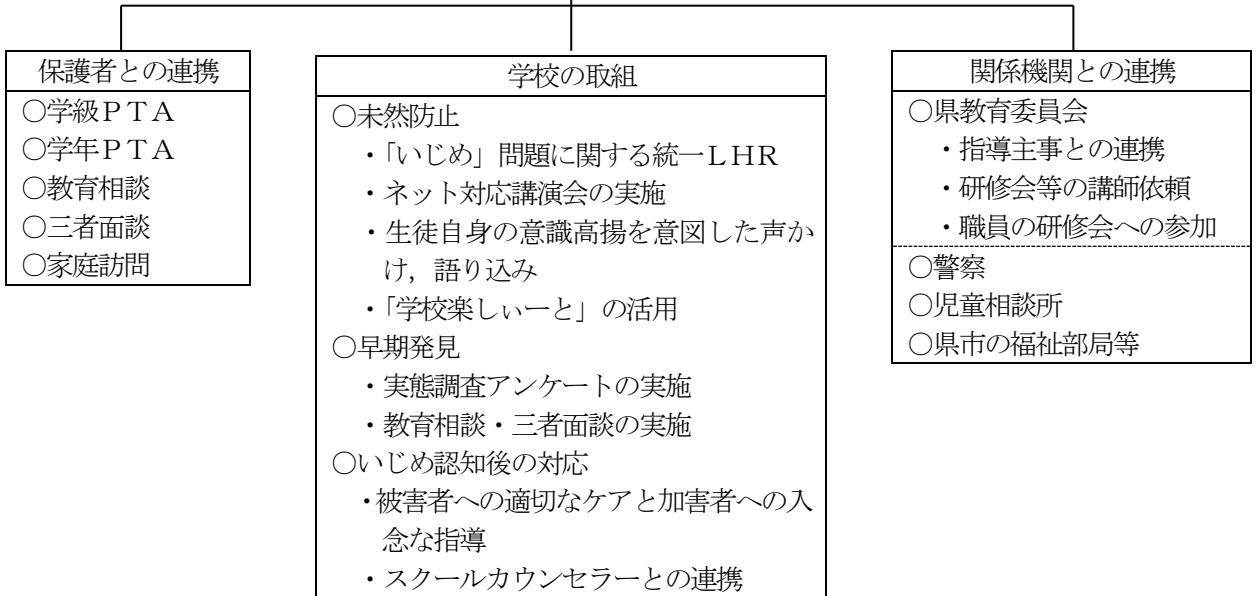 保護者との連携
○学級ＰＴＡ
○学年ＰＴＡ
○教育相談
○三者面談
○家庭訪問
学校の取組
○未然防止
・「いじめ」問題に関する統一ＬＨＲ
・ネット対応講演会の実施
・生徒自身の意識高揚を意図した声か
け，語り込み
・「学校楽しぃーと」の活用
○早期発見
・実態調査アンケートの実施
・教育相談・三者面談の実施
○いじめ認知後の対応
・被害者への適切なケアと加害者への入
念な指導
・スクールカウンセラーとの連携
関係機関との連携
○県教育委員会
・指導主事との連携
・研修会等の講師依頼
・職員の研修会への参加
○警察
○児童相談所
○県市の福祉部局等